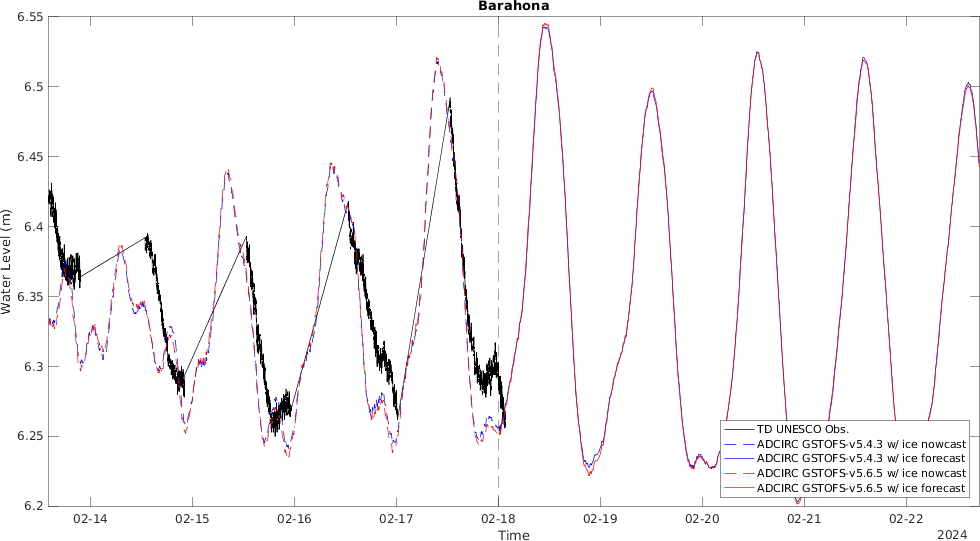 Barahona
6.55
6.5
6.45
6.4
6.35
6.3
6.25
6.2
Water Level (m)
02-14
02-15
02-16
02-17
02-18
02-19
02-20
02-21
02-22
Time
2024
TD UNESCO Obs.
ADCIRC GSTOFS-v5.4.3 w/ ice nowcast
ADCIRC GSTOFS-v5.4.3 w/ ice forecast
ADCIRC GSTOFS-v5.6.5 w/ ice nowcast
ADCIRC GSTOFS-v5.6.5 w/ ice forecast